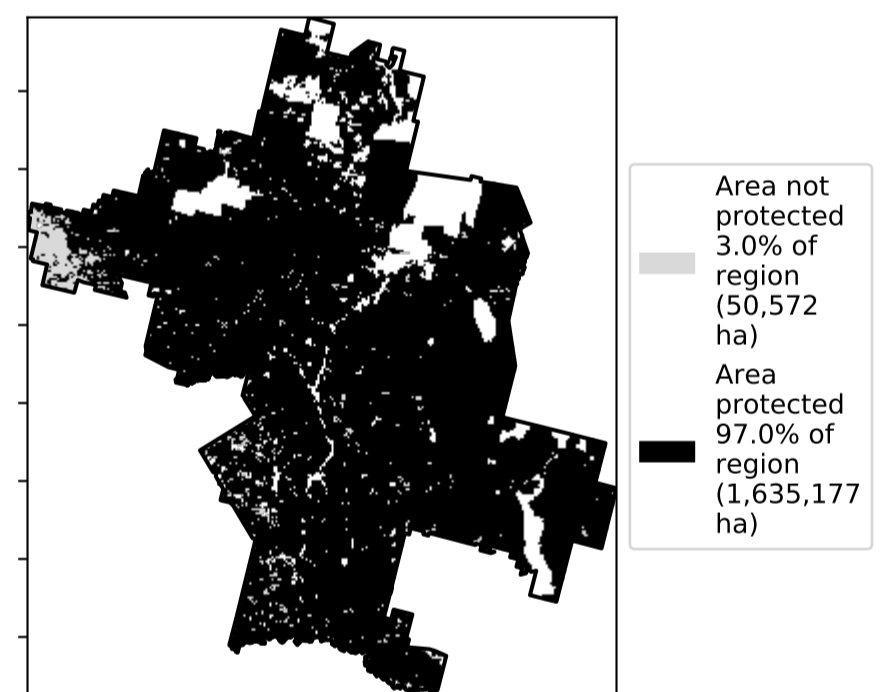 Area not
protected
3.0% of
region
(50,572
ha)
Area
protected
97.0% of
region
(1,635,177
ha)